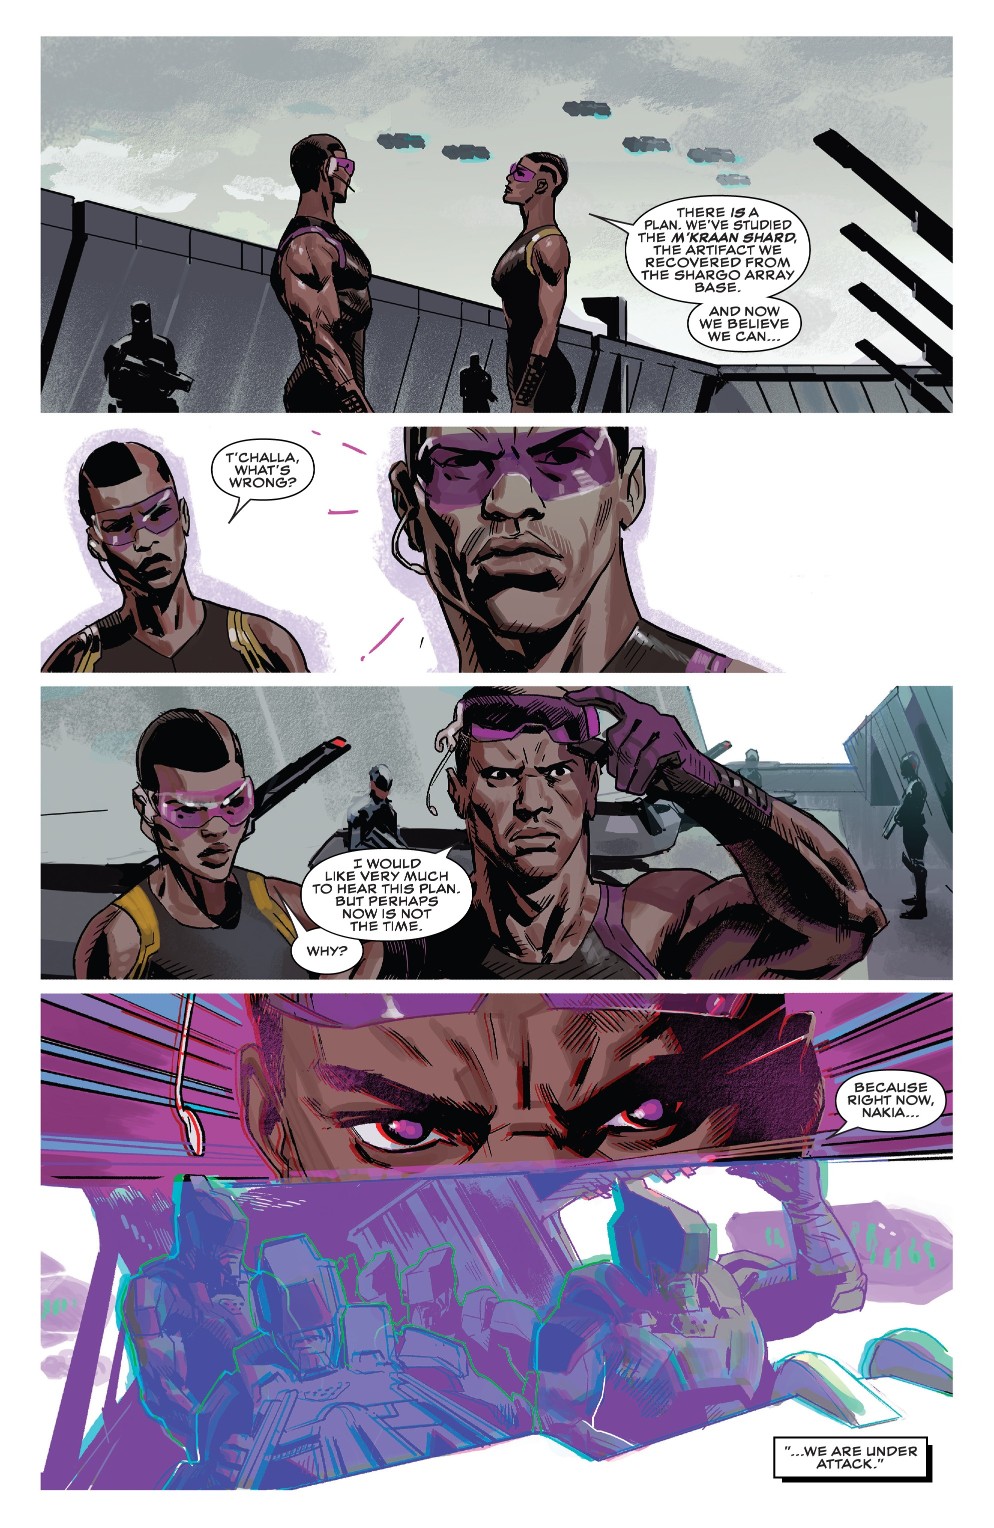 THERE IS A
PLAN. WE'VE STUDIED
THE M'KRAAN SHARD,
THE ARTIFACT WE
RECOVERED FROM
THE SHARGO ARRAY
BASE.
AND NOW
WE BELIEVE
WE CAN...
T'CHALLA,
WHAT'S
WRONG?
I WOULD
LIKE VERY MUCH
TO HEAR THIS PLAN.
BUT PERHAPS
NOW IS NOT
THE TIME.
WHY?
BECAUSE
RIGHT NOW,
NAKIA...
"...WE ARE UNDER
ATTACK."